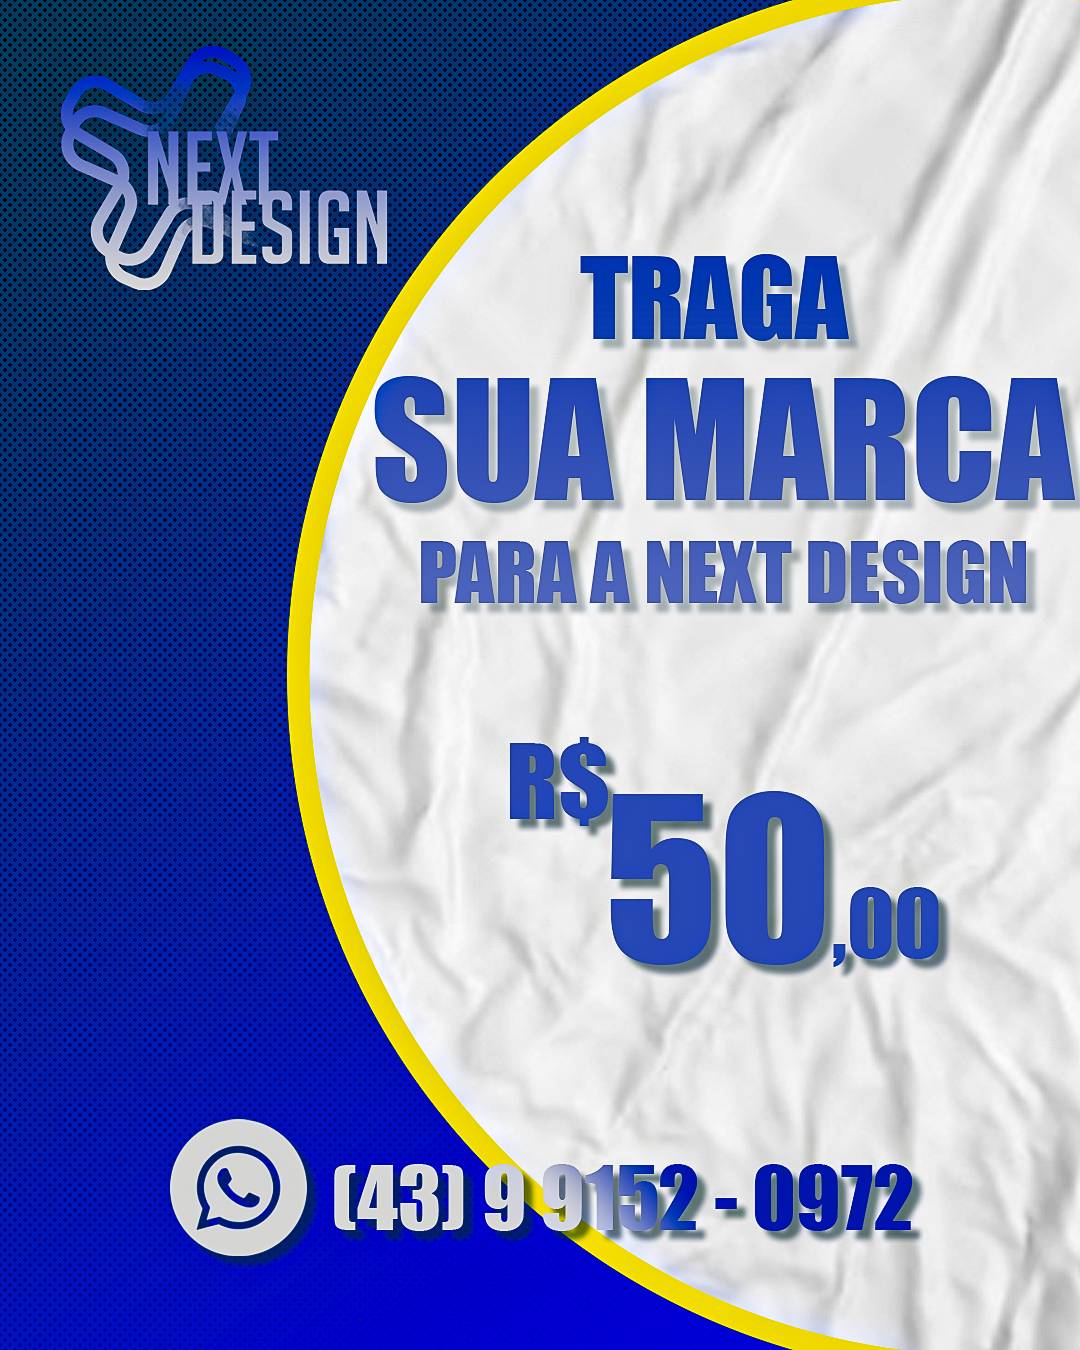 NEXT
DESIGN
TRAGA
SUA MARCA
PARA A NEXT DESIGN
R$50,00
(43) 9 9152 - 0972